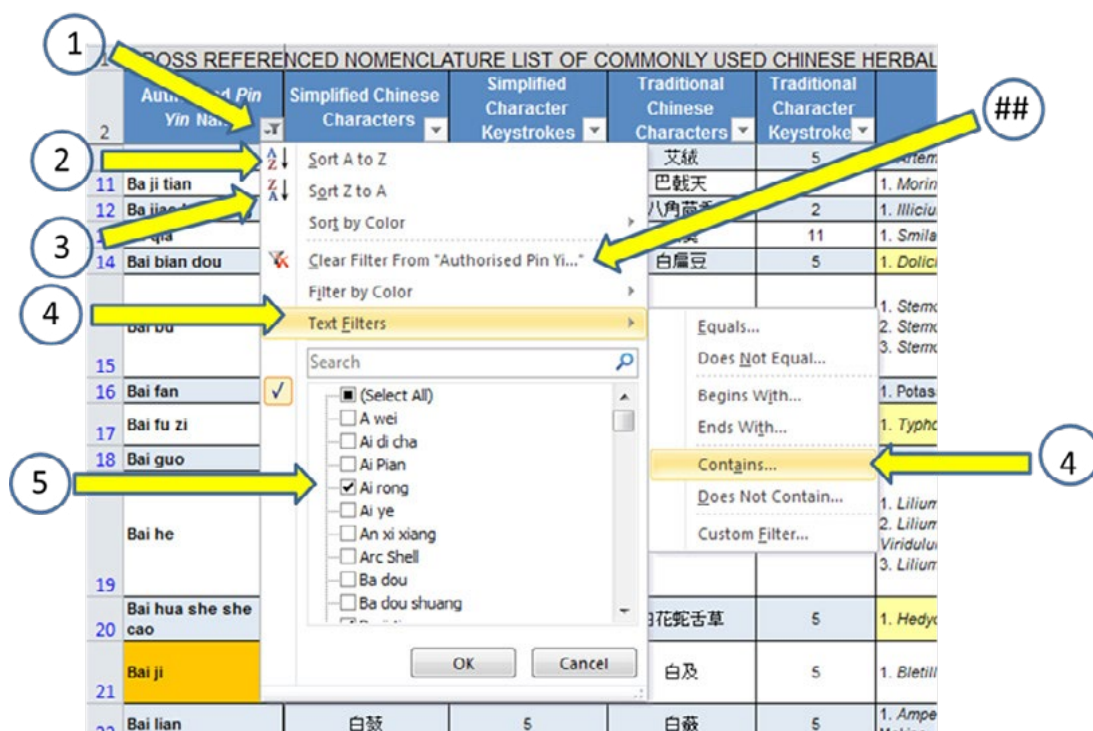 1
ROSS REFERENCED NOMENCLATURE LIST OF COMMONLY USED CHINESE HERBAL
##
Pin Yin
Simplified Chinese Characters
Simplified Character Keystrokes
Traditional Chinese Characters
Traditional Character Keystroke
2
2
Sort A to Z
艾絨 5 Artem
11 Ba ji tian
Sort Z to A
巴戟天 1. Morin
12 Ba
2 1. Illiciu
3
Sort by Color
11 1. Smila
14 Bai bian dou
Clear Filter From "Authorised Pin Yi..."
白扁豆 5 1. Dolic
4
Filter by Color
Text Filters
Equals...
1. Stemo
2. Stemo
3. Stemo
Bai bu
15
Does Not Equal...
Search
16 Bai fan
(Select All)
Begins With...
1. Potas
A wei
17 Bai fu zi
Ai di cha
Ends With...
1. Typho
18 Bai guo
Ai Pian
Contains...
4
5
Ai rong
Ai ye
Does Not Contain...
1. Lilium
Bai he
An xi xiang
Custom Filter...
2. Lilium
Viridulu
3. Lilium
Arc Shell
19
Ba dou
Ba dou shuang
20 Bai hua she she cao
花蛇舌草 5 1. Hedyo
OK Cancel
21 Bai ji
白及 5 1. Bletill
Bai lian 白蔹 5 白蘞 5 1. Ampe